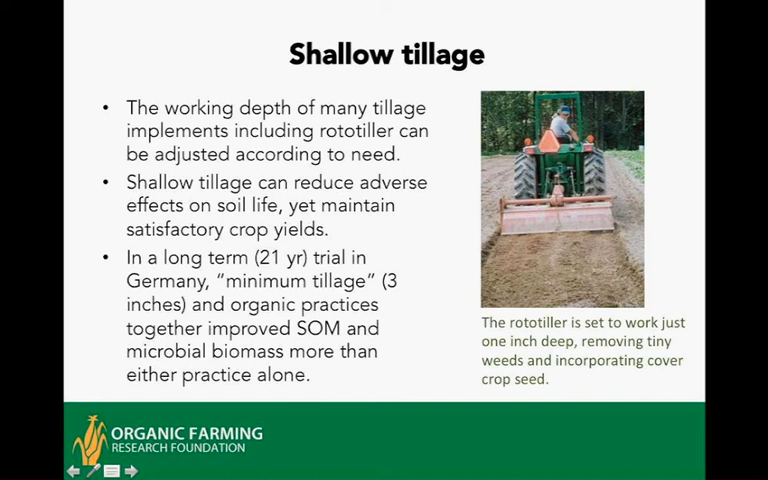 Shallow tillage
• The working depth of many tillage
implements including rototiller can
be adjusted according to need.
• Shallow tillage can reduce adverse
effects on soil life, yet maintain
satisfactory crop yields.
• In a long term (21 yr) trial in
Germany, “minimum tillage” (3
inches) and organic practices
together improved SOM and
microbial biomass more than
either practice alone.
The rototiller is set to work just
one inch deep, removing tiny
weeds and incorporating cover
crop seed.
ORGANIC FARMING
RESEARCH FOUNDATION